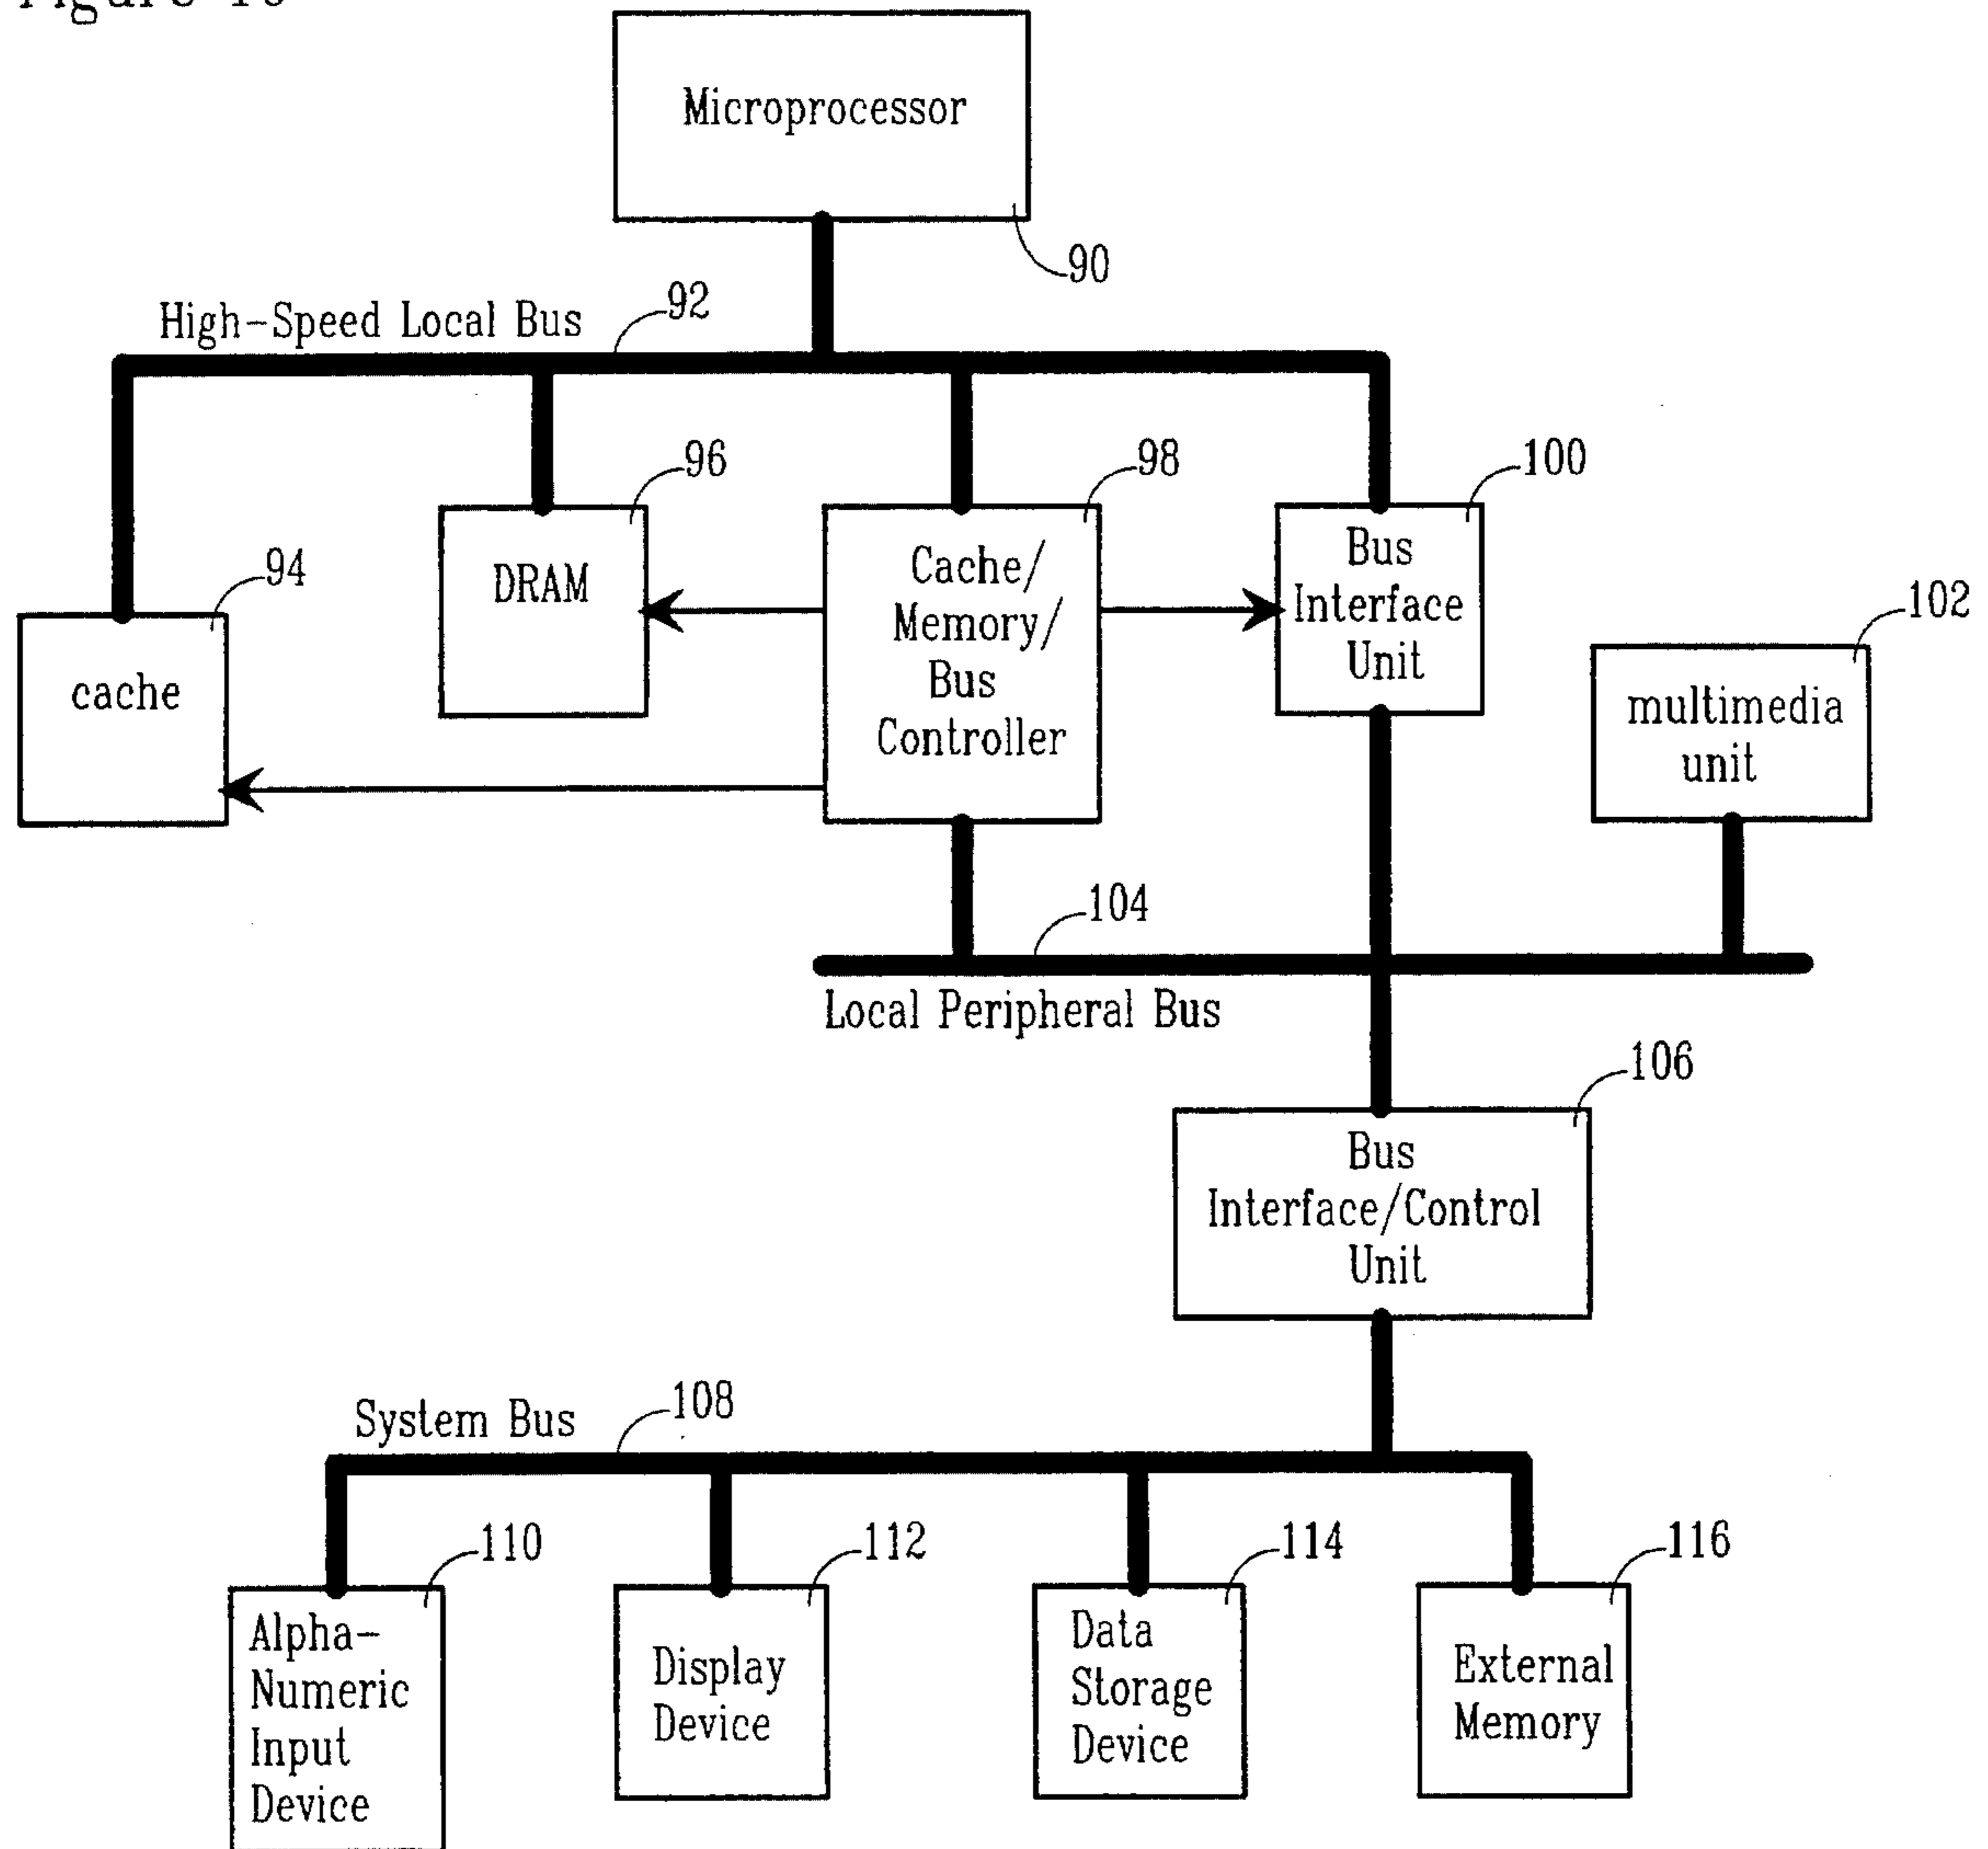 Microprocessor
90
High-Speed Local Bus
92
96
98
100
94
102
DRAM
Cache/
Memory/
Bus
Controller
Bus
Interface
Unit
cache
multimedia
unit
104
Local Peripheral Bus
106
Bus
Interface/Control
Unit
System Bus
108
110
112
114
116
Alpha-
Numeric
Input
Device
Display
Device
Data
Storage
Device
External
Memory